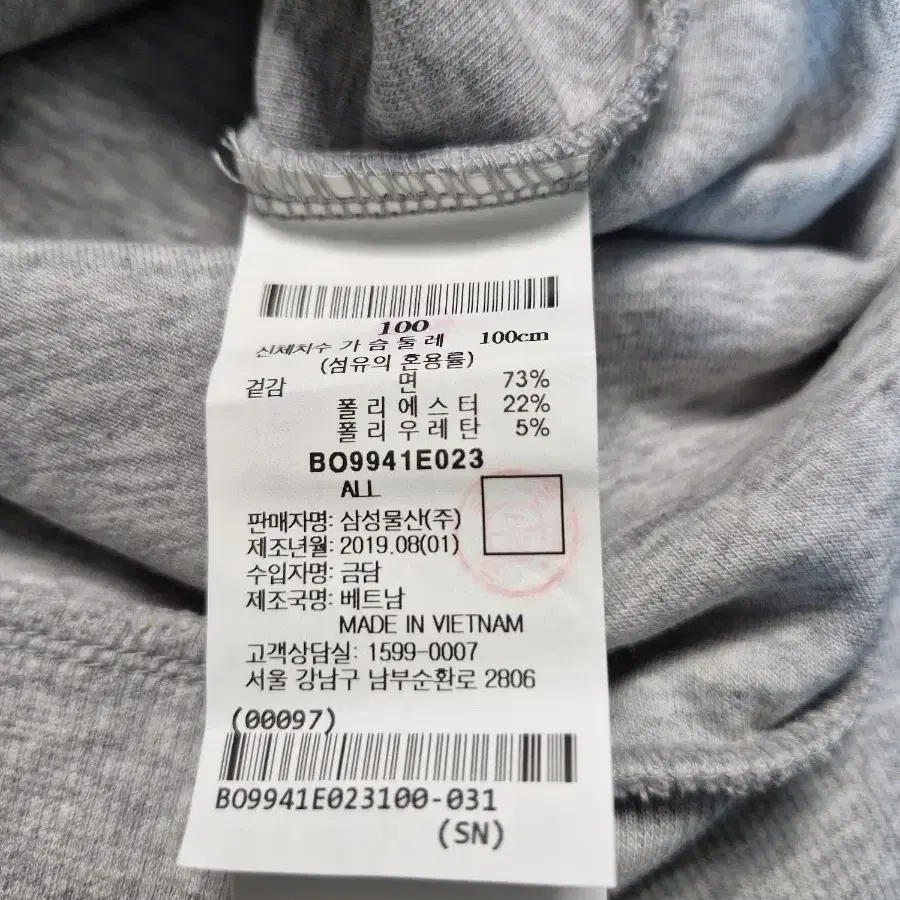 100
신체치수 가슴둘레 100cm
(섬유의 혼용률)
겉감 면 73%
폴리에스터 22%
폴리우레탄 5%
BO9941E023
ALL
판매자명: 삼성물산(주)
제조년월: 2019.08(01)
수입자명: 금담
제조국명: 베트남
MADE IN VIETNAM
고객상담실: 1599-0007
서울 강남구 남부순환로 2806
(00097)
BO9941E023100-031
(SN)